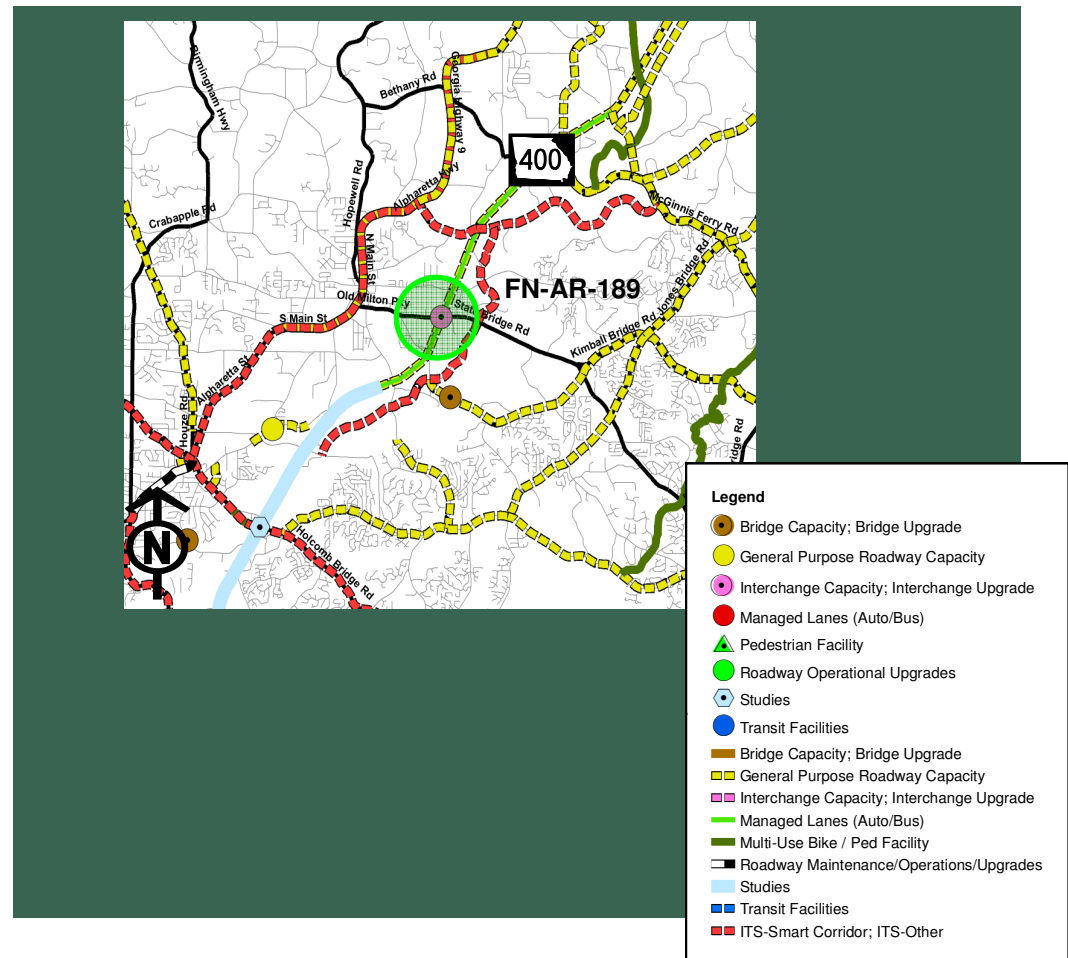 Birmingham Hwy
Bethany Rd
Georgia Highway 9
400
Hopewell Rd
Alpharetta Hwy
McGinnis Ferry Rd
Crabapple Rd
N Main St
Jones Bridge Rd
FN-AR-189
Old Milton Pkwy
State Bridge Rd
S Main St
Kimball Bridge Rd
Alpharetta St
Houze Rd
Holcomb Bridge Rd
N
Legend
Bridge Capacity; Bridge Upgrade
General Purpose Roadway Capacity
Interchange Capacity; Interchange Upgrade
Managed Lanes (Auto/Bus)
Pedestrian Facility
Roadway Operational Upgrades
Studies
Transit Facilities
Bridge Capacity; Bridge Upgrade
General Purpose Roadway Capacity
Interchange Capacity; Interchange Upgrade
Managed Lanes (Auto/Bus)
Multi-Use Bike / Ped Facility
Roadway Maintenance/Operations/Upgrades
Studies
Transit Facilities
ITS-Smart Corridor; ITS-Other